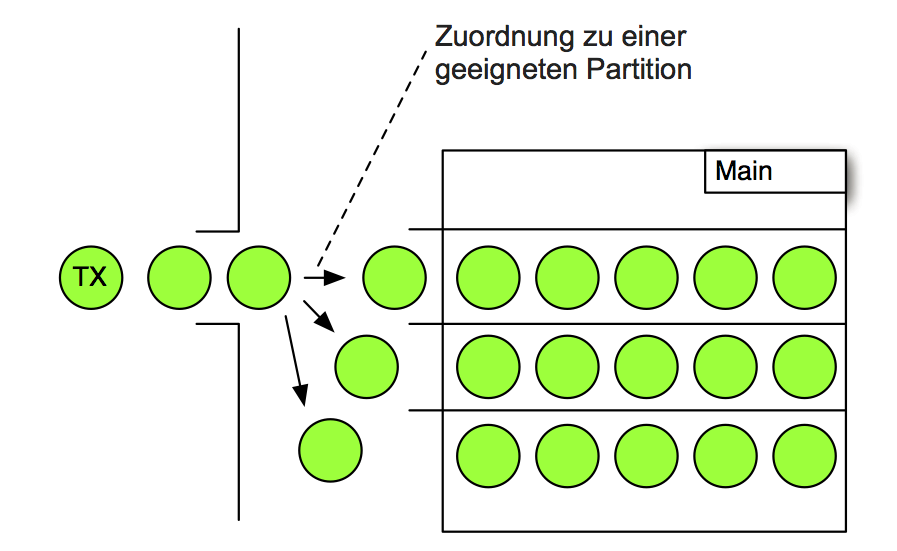 Zuordnung zu einer
geeigneten Partition
Main
TX